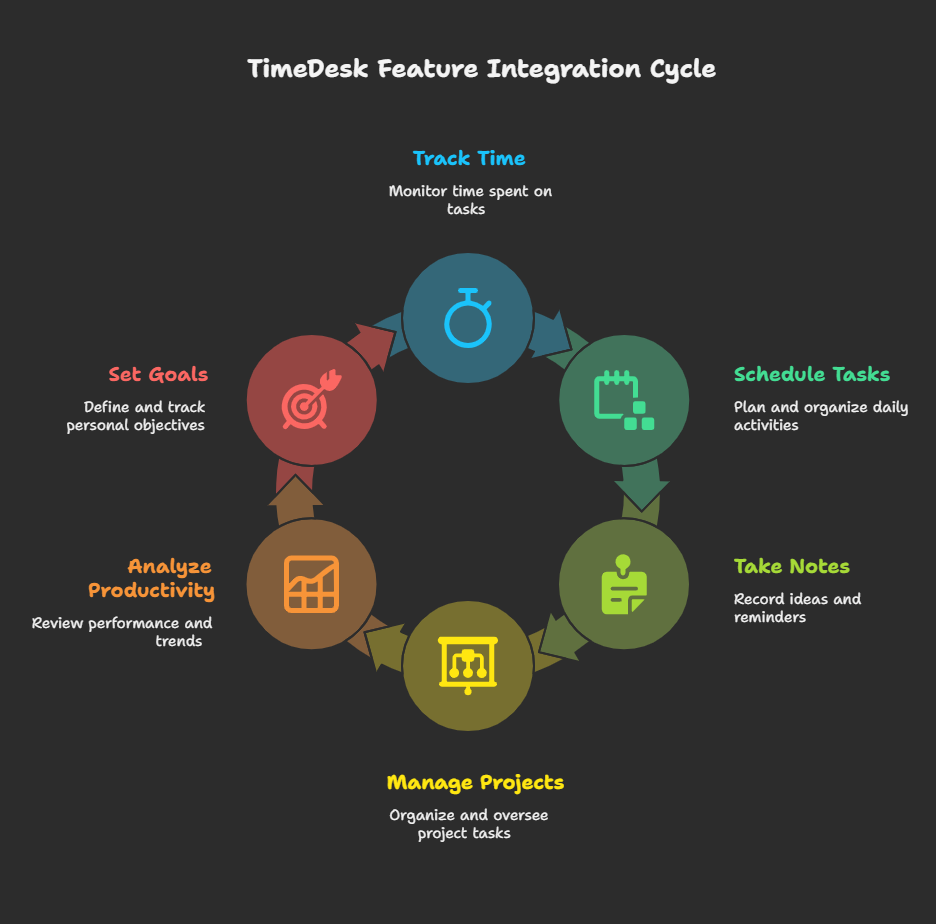 TimeDesk Feature Integration Cycle
Track Time
Monitor time spent on
tasks
Schedule Tasks
Plan and organize daily
activities
Take Notes
Record ideas and
reminders
Manage Projects
Organize and oversee
project tasks
Analyze
Productivity
Review performance and
trends
Set Goals
Define and track
personal objectives